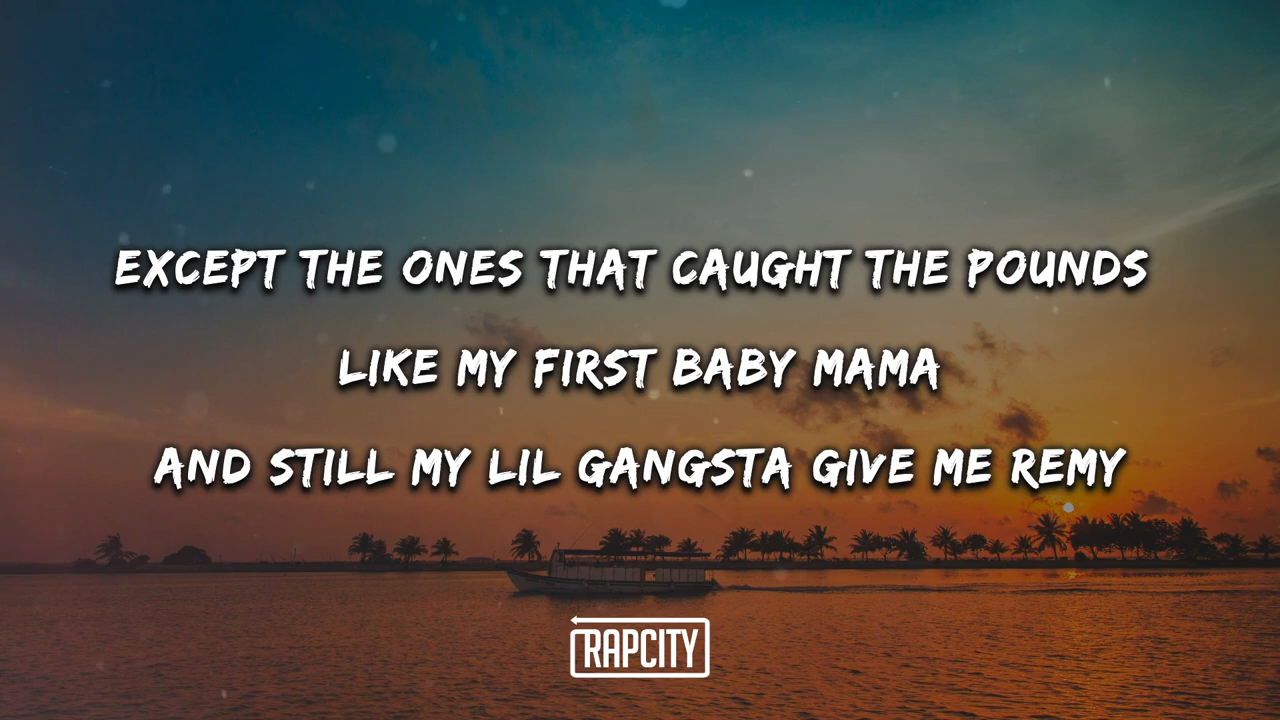 EXCEPT THE ONES THAT CAUGHT THE POUNDS
LIKE MY FIRST BABY MAMA
AND STILL MY LIL GANGSTA GIVE ME REMY
RAPCITY